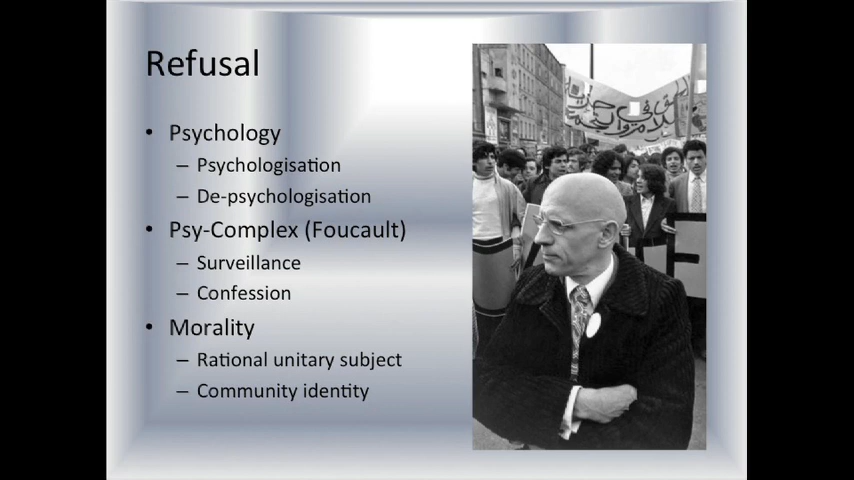 Refusal
• Psychology
– Psychologisation
– De-psychologisation
• Psy-Complex (Foucault)
– Surveillance
– Confession
• Morality
– Rational unitary subject
– Community identity